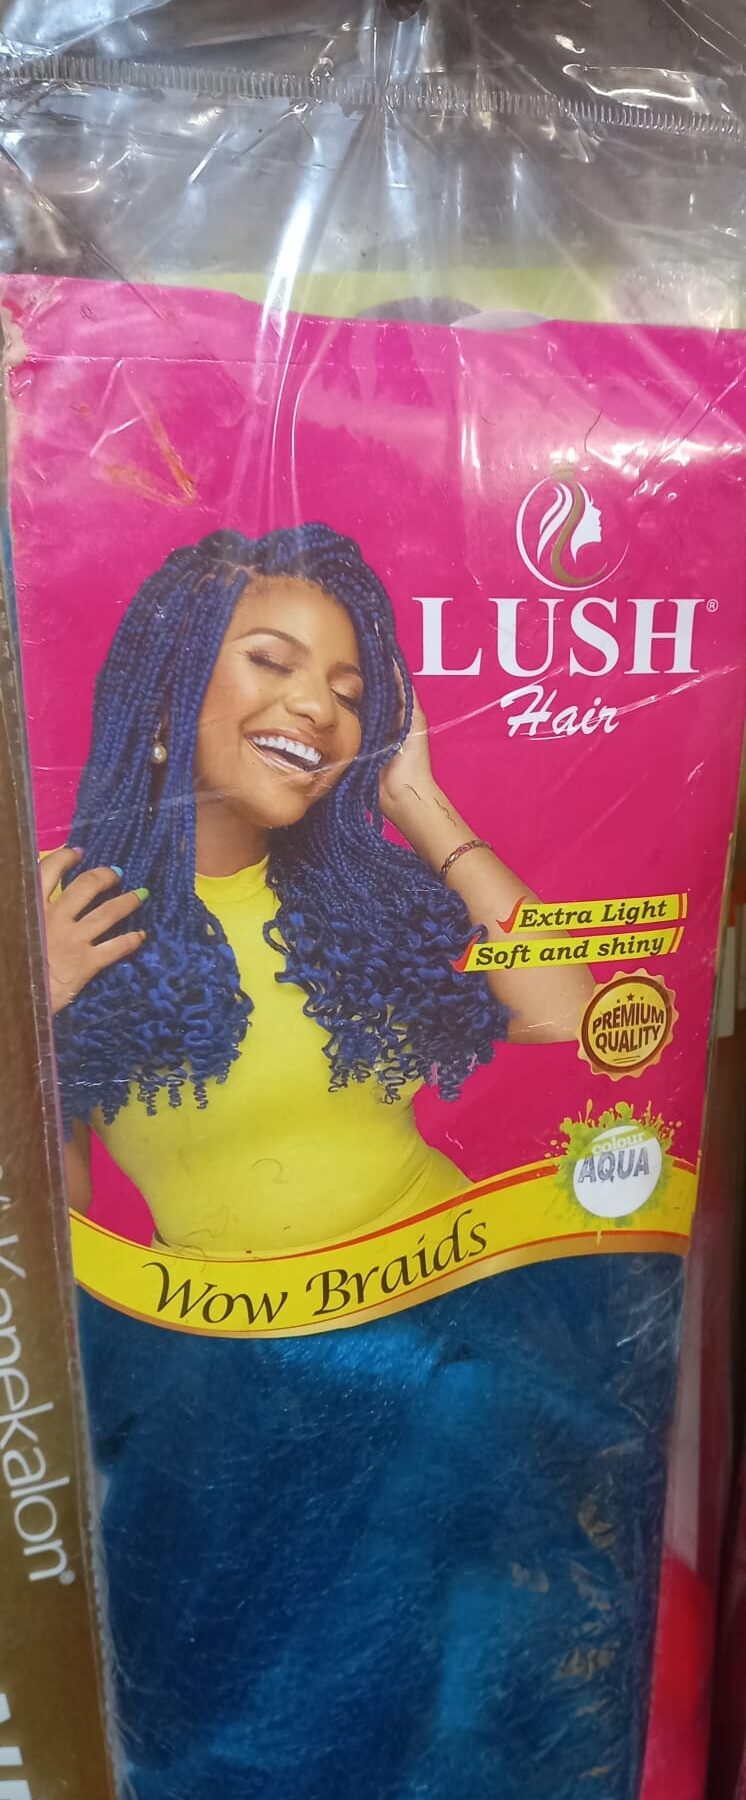 LUSH®
Hair
Extra Light
Soft and shiny
PREMIUM
QUALITY
colour
AQUA
Wow Braids
Kanekalon®